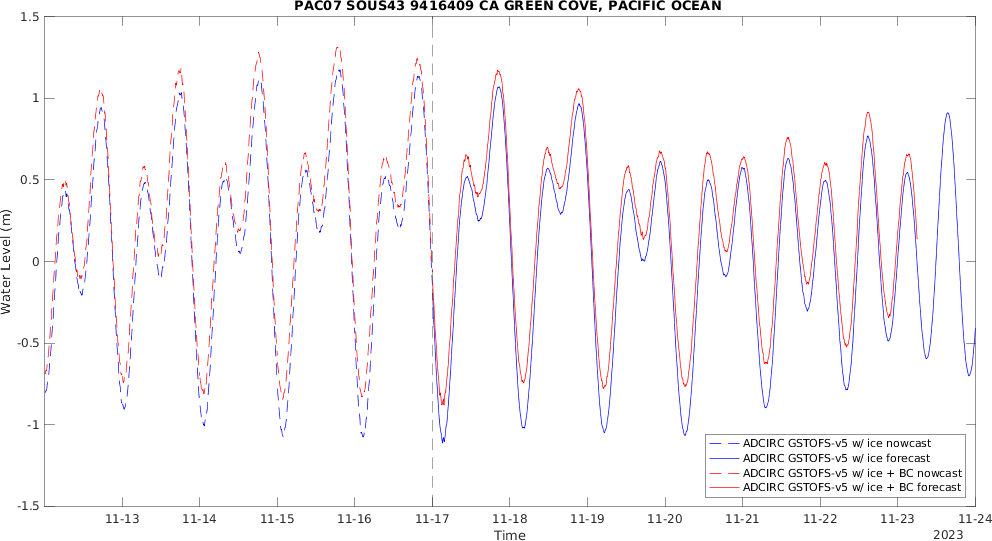 PAC07 SOUS43 9416409 CA GREEN COVE, PACIFIC OCEAN
1.5
1
0.5
0
-0.5
-1
-1.5
Water Level (m)
ADCIRC GSTOFS-v5 w/ ice nowcast
ADCIRC GSTOFS-v5 w/ ice forecast
ADCIRC GSTOFS-v5 w/ ice + BC nowcast
ADCIRC GSTOFS-v5 w/ ice + BC forecast
11-13 11-14 11-15 11-16 11-17 11-18 11-19 11-20 11-21 11-22 11-23 11-24
Time
2023